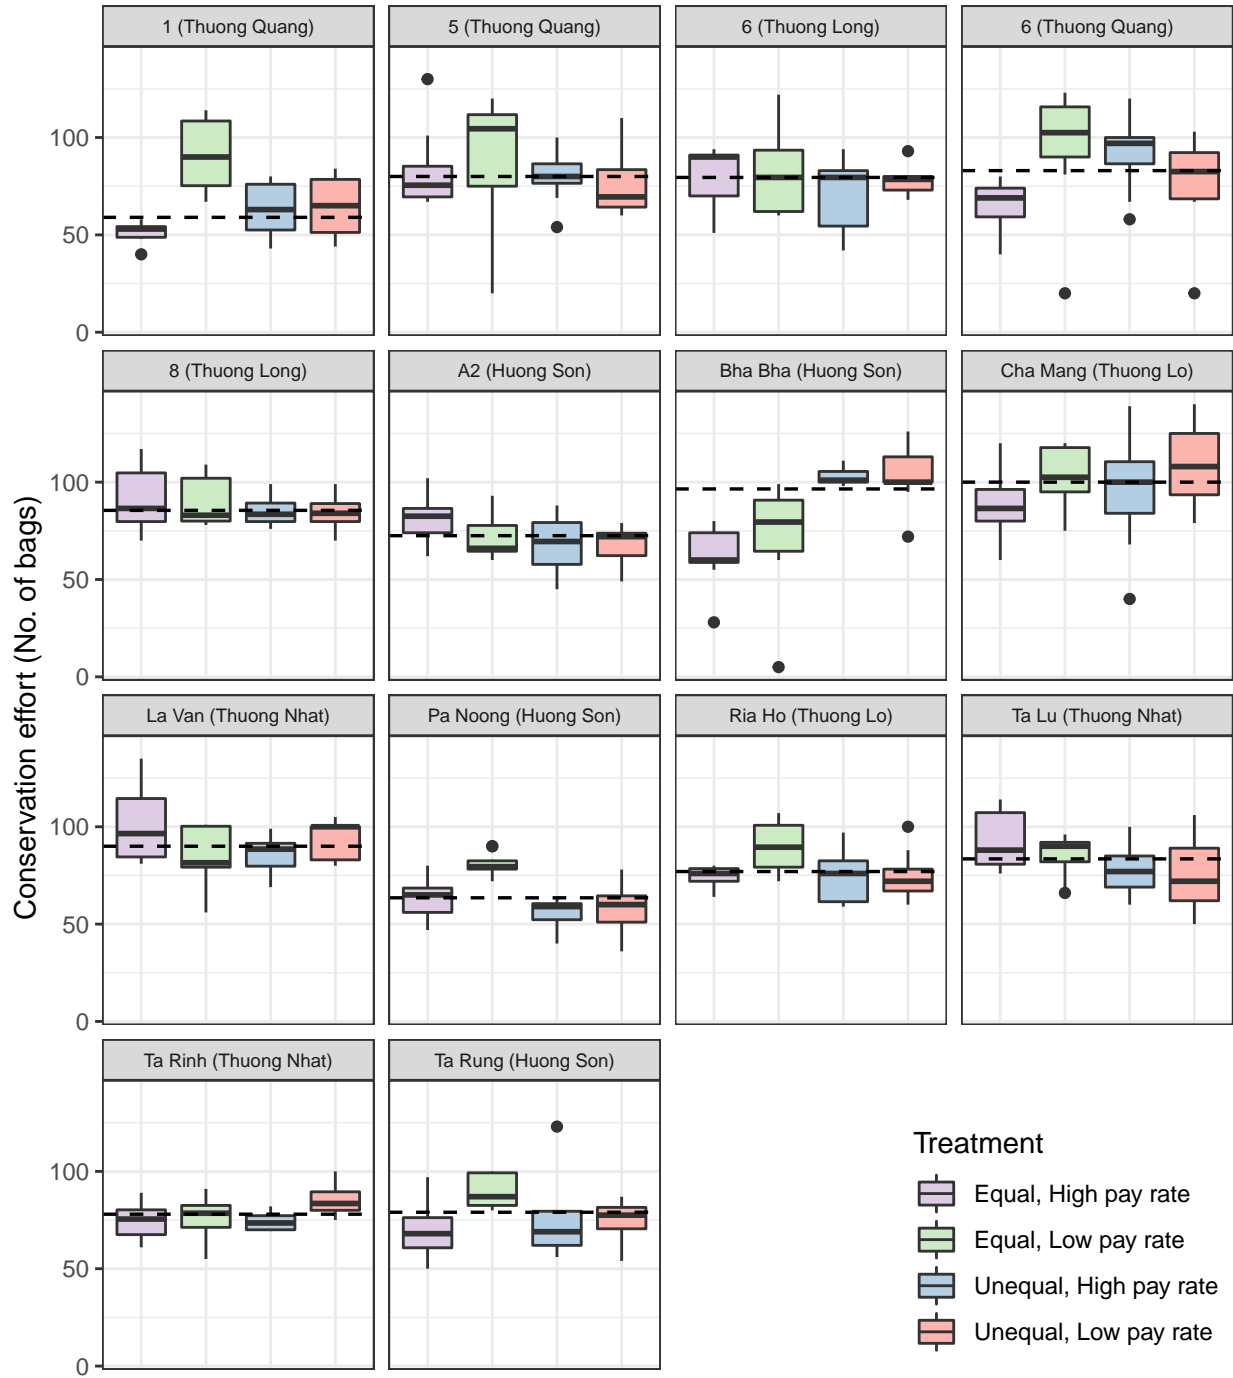 1 (Thuong Quang)
5 (Thuong Quang)
6 (Thuong Long)
6 (Thuong Quang)
100
50
0
8 (Thuong Long)
A2 (Huong Son)
Bha Bha (Huong Son)
Cha Mang (Thuong Lo)
100
50
0
Conservation effort (No. of bags)
La Van (Thuong Nhat)
Pa Noong (Huong Son)
Ria Ho (Thuong Lo)
Ta Lu (Thuong Nhat)
100
50
0
Ta Rinh (Thuong Nhat)
Ta Rung (Huong Son)
100
50
0
Treatment
Equal, High pay rate
Equal, Low pay rate
Unequal, High pay rate
Unequal, Low pay rate